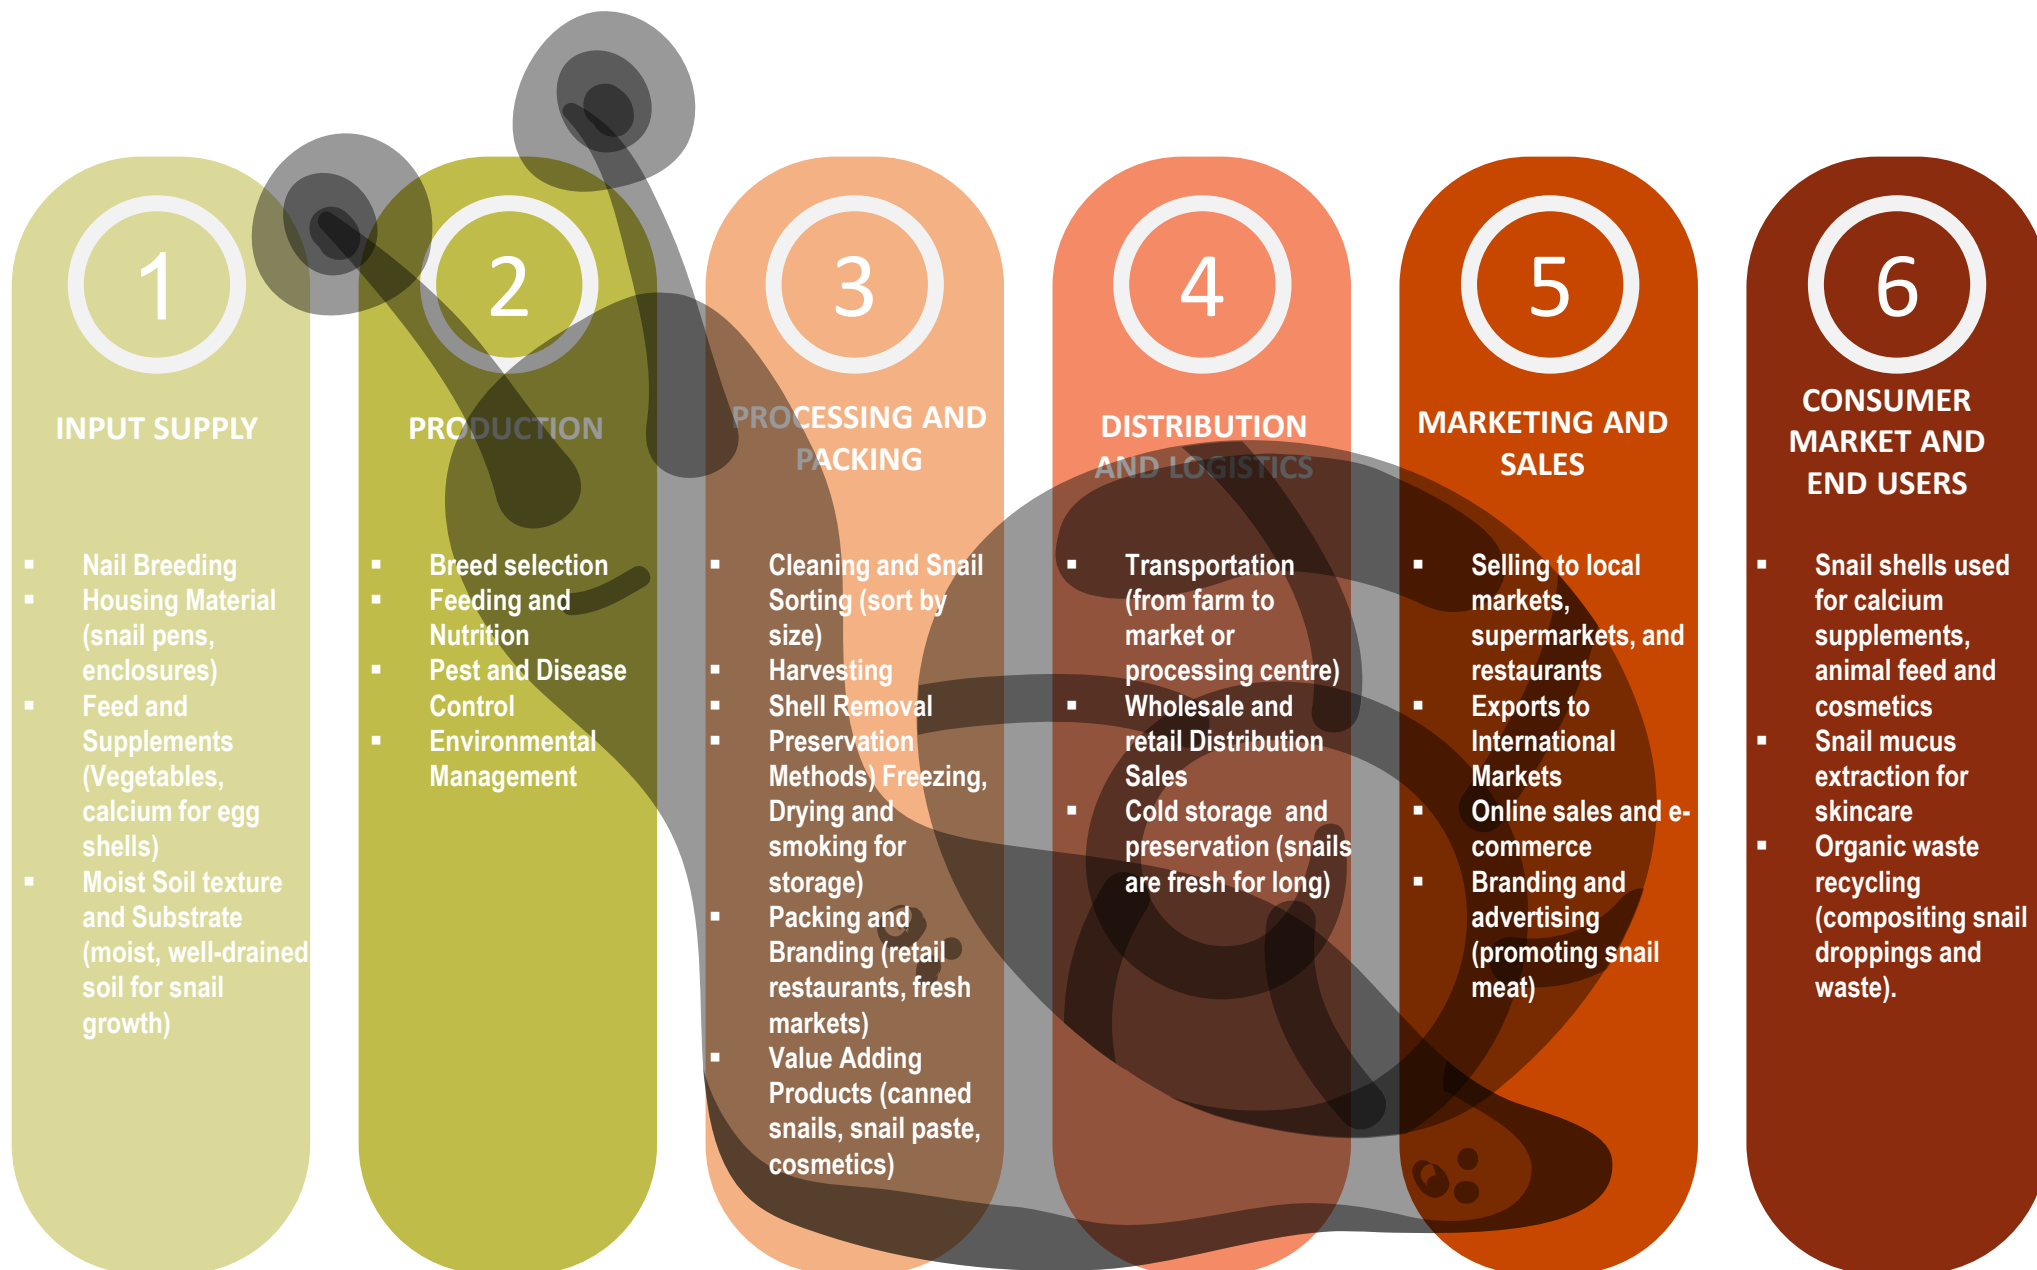 1
INPUT SUPPLY
▪ Nail Breeding
▪ Housing Material
(snail pens,
enclosures)
▪ Feed and
Supplements
(Vegetables,
calcium for egg
shells)
▪ Moist Soil texture
and Substrate
(moist, well-drained
soil for snail
growth)
2
PRODUCTION
▪ Breed selection
▪ Feeding and
Nutrition
▪ Pest and Disease
Control
▪ Environmental
Management
3
PROCESSING AND
PACKING
▪ Cleaning and Snail
Sorting (sort by
size)
▪ Harvesting
▪ Shell Removal
▪ Preservation
Methods) Freezing,
Drying and
smoking for
storage)
▪ Packing and
Branding (retail
restaurants, fresh
markets)
▪ Value Adding
Products (canned
snails, snail paste,
cosmetics)
4
DISTRIBUTION
AND LOGISTICS
▪ Transportation
(from farm to
market or
processing centre)
▪ Wholesale and
retail Distribution
Sales
▪ Cold storage and
preservation (snails
are fresh for long)
5
MARKETING AND
SALES
▪ Selling to local
markets,
supermarkets, and
restaurants
▪ Exports to
International
Markets
▪ Online sales and e-
commerce
▪ Branding and
advertising
(promoting snail
meat)
6
CONSUMER
MARKET AND
END USERS
▪ Snail shells used
for calcium
supplements,
animal feed and
cosmetics
▪ Snail mucus
extraction for
skincare
▪ Organic waste
recycling
(compositing snail
droppings and
waste).